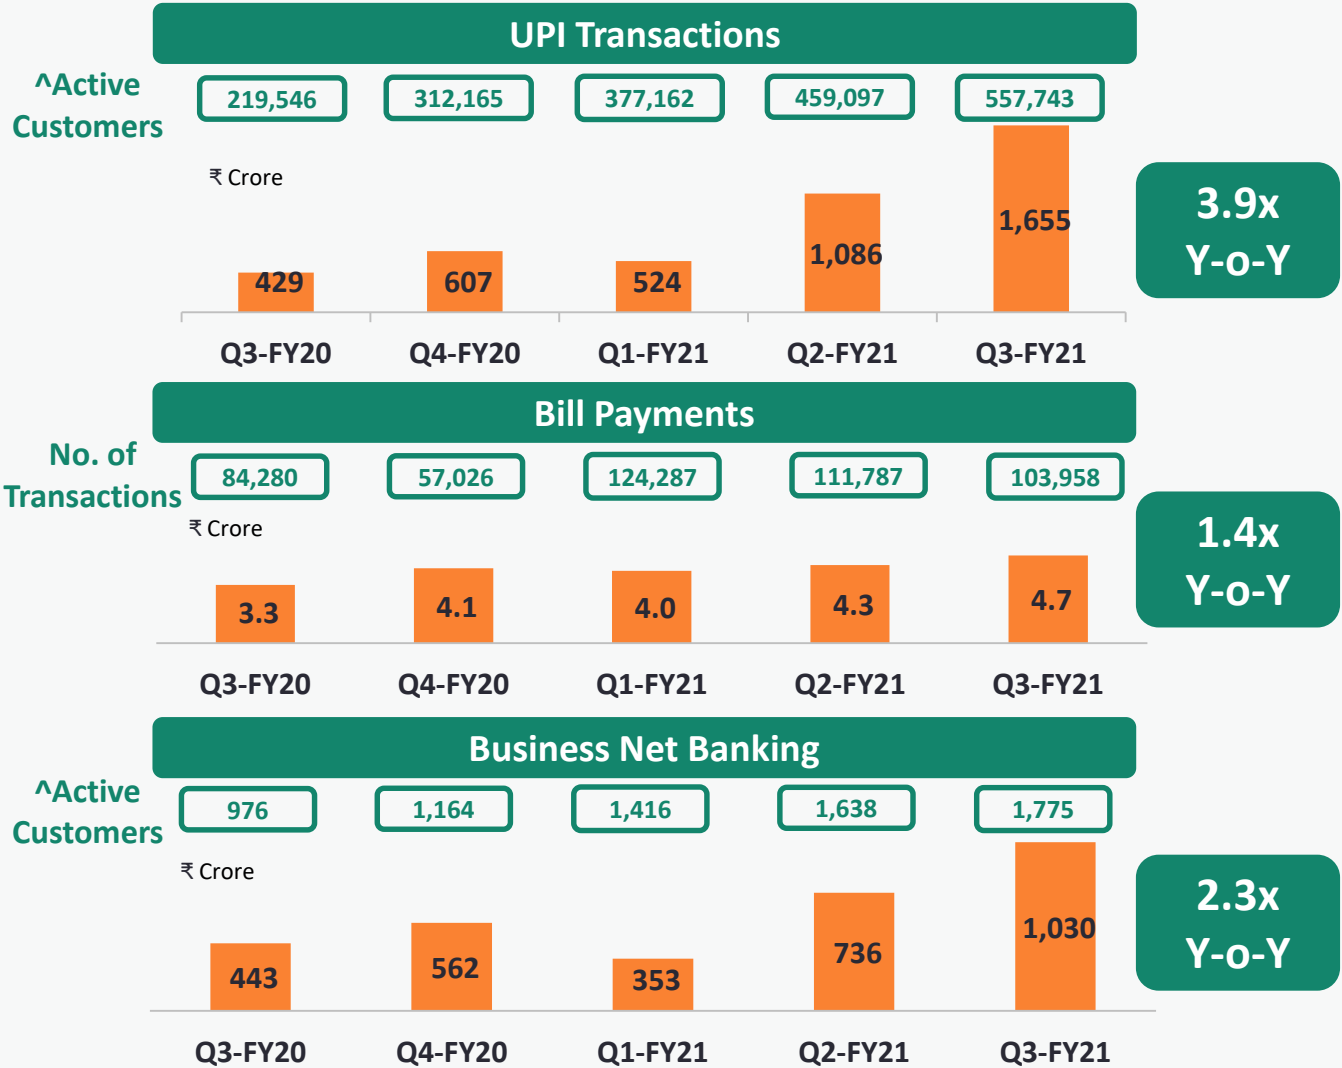 UPI Transactions
^Active
Customers
219,546 312,165 377,162 459,097 557,743
₹ Crore
429 607 524 1,086 1,655
Q3-FY20 Q4-FY20 Q1-FY21 Q2-FY21 Q3-FY21
3.9x
Y-o-Y
Bill Payments
No. of
Transactions
84,280 57,026 124,287 111,787 103,958
₹ Crore
3.3 4.1 4.0 4.3 4.7
Q3-FY20 Q4-FY20 Q1-FY21 Q2-FY21 Q3-FY21
1.4x
Y-o-Y
Business Net Banking
^Active
Customers
976 1,164 1,416 1,638 1,775
₹ Crore
443 562 353 736 1,030
Q3-FY20 Q4-FY20 Q1-FY21 Q2-FY21 Q3-FY21
2.3x
Y-o-Y